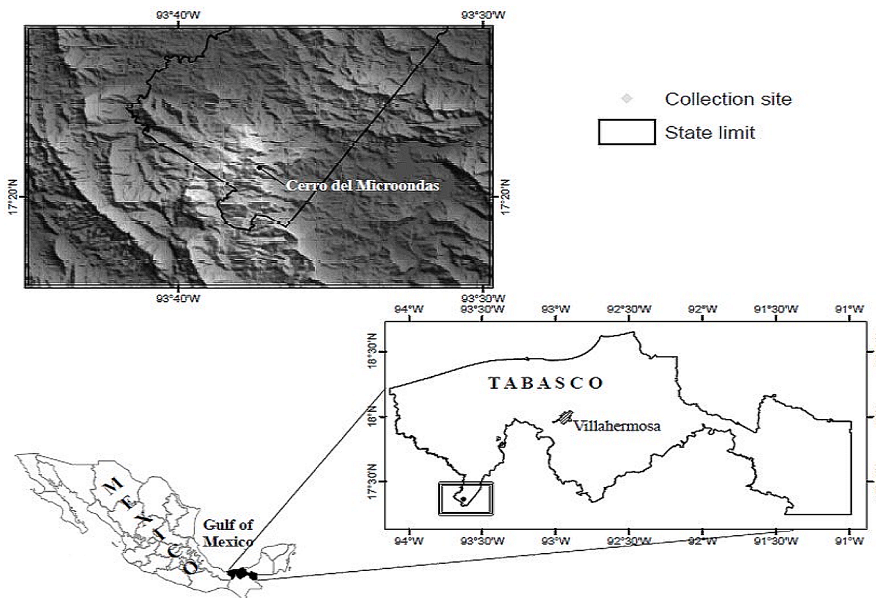 93°40'W 93°30'W
Collection site
State limit
Cerro del Microondas
17°20'N 17°20'N
93°40'W 93°30'W
94°W 93°30'W 93°W 92°30'W 92°W 91°30'W 91°W
18°30'N
TABASCO
18°N
Villahermosa
17°30'N
94°W 93°30'W 93°W 92°30'W 92°W 91°30'W 91°W
MEXICO
Gulf of
Mexico